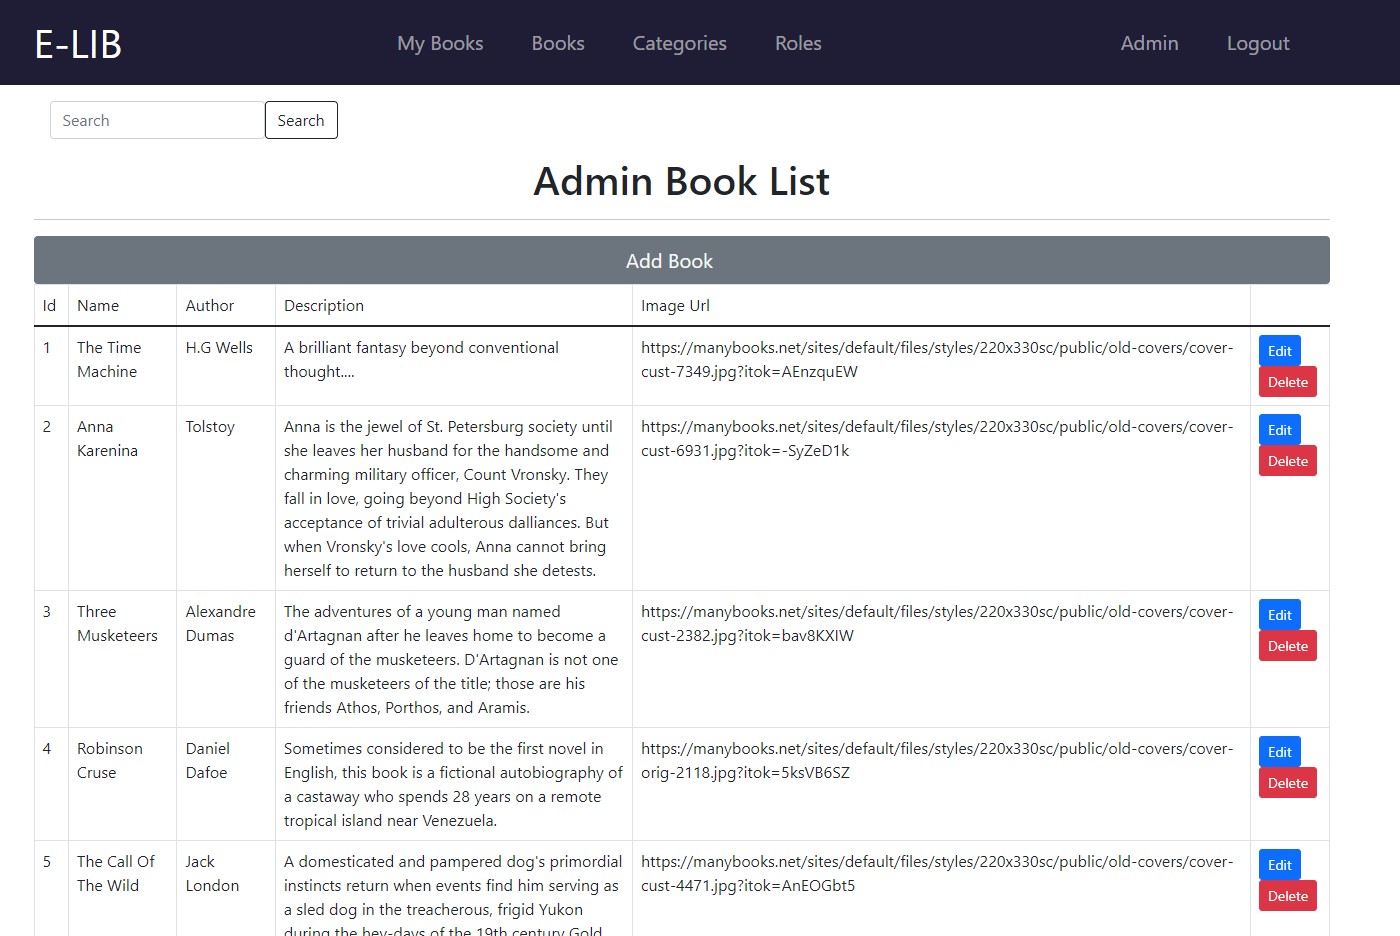 E-LIB My Books Books Categories Roles Admin Logout
Search Search
Admin Book List
Add Book
Id Name Author Description Image Url
1 The Time H.G Wells A brilliant fantasy beyond conventional https://manybooks.net/sites/default/files/styles/220x330sc/public/old-covers/cover- Edit
Machine thought.... cust-7349.jpg?itok=AEnzquEW Delete
2 Anna Tolstoy Anna is the jewel of St. Petersburg society until https://manybooks.net/sites/default/files/styles/220x330sc/public/old-covers/cover- Edit
Karenina she leaves her husband for the handsome and cust-6931.jpg?itok=-SyZeD1k Delete
charming military officer, Count Vronsky. They
fall in love, going beyond High Society's
acceptance of trivial adulterous dalliances. But
when Vronsky's love cools, Anna cannot bring
herself to return to the husband she detests.
3 Three Alexandre The adventures of a young man named https://manybooks.net/sites/default/files/styles/220x330sc/public/old-covers/cover- Edit
Musketeers Dumas d'Artagnan after he leaves home to become a cust-2382.jpg?itok=bav8KXIW Delete
guard of the musketeers. D'Artagnan is not one
of the musketeers of the title; those are his
friends Athos, Porthos, and Aramis.
4 Robinson Daniel Sometimes considered to be the first novel in https://manybooks.net/sites/default/files/styles/220x330sc/public/old-covers/cover- Edit
Cruse Dafoe English, this book is a fictional autobiography of orig-2118.jpg?itok=5ksVB6SZ Delete
a castaway who spends 28 years on a remote
tropical island near Venezuela.
5 The Call Of Jack A domesticated and pampered dog's primordial https://manybooks.net/sites/default/files/styles/220x330sc/public/old-covers/cover- Edit
The Wild London instincts return when events find him serving as cust-4471.jpg?itok=AnEOGbt5 Delete
a sled dog in the treacherous, frigid Yukon
during the hey-days of the 19th century Gold